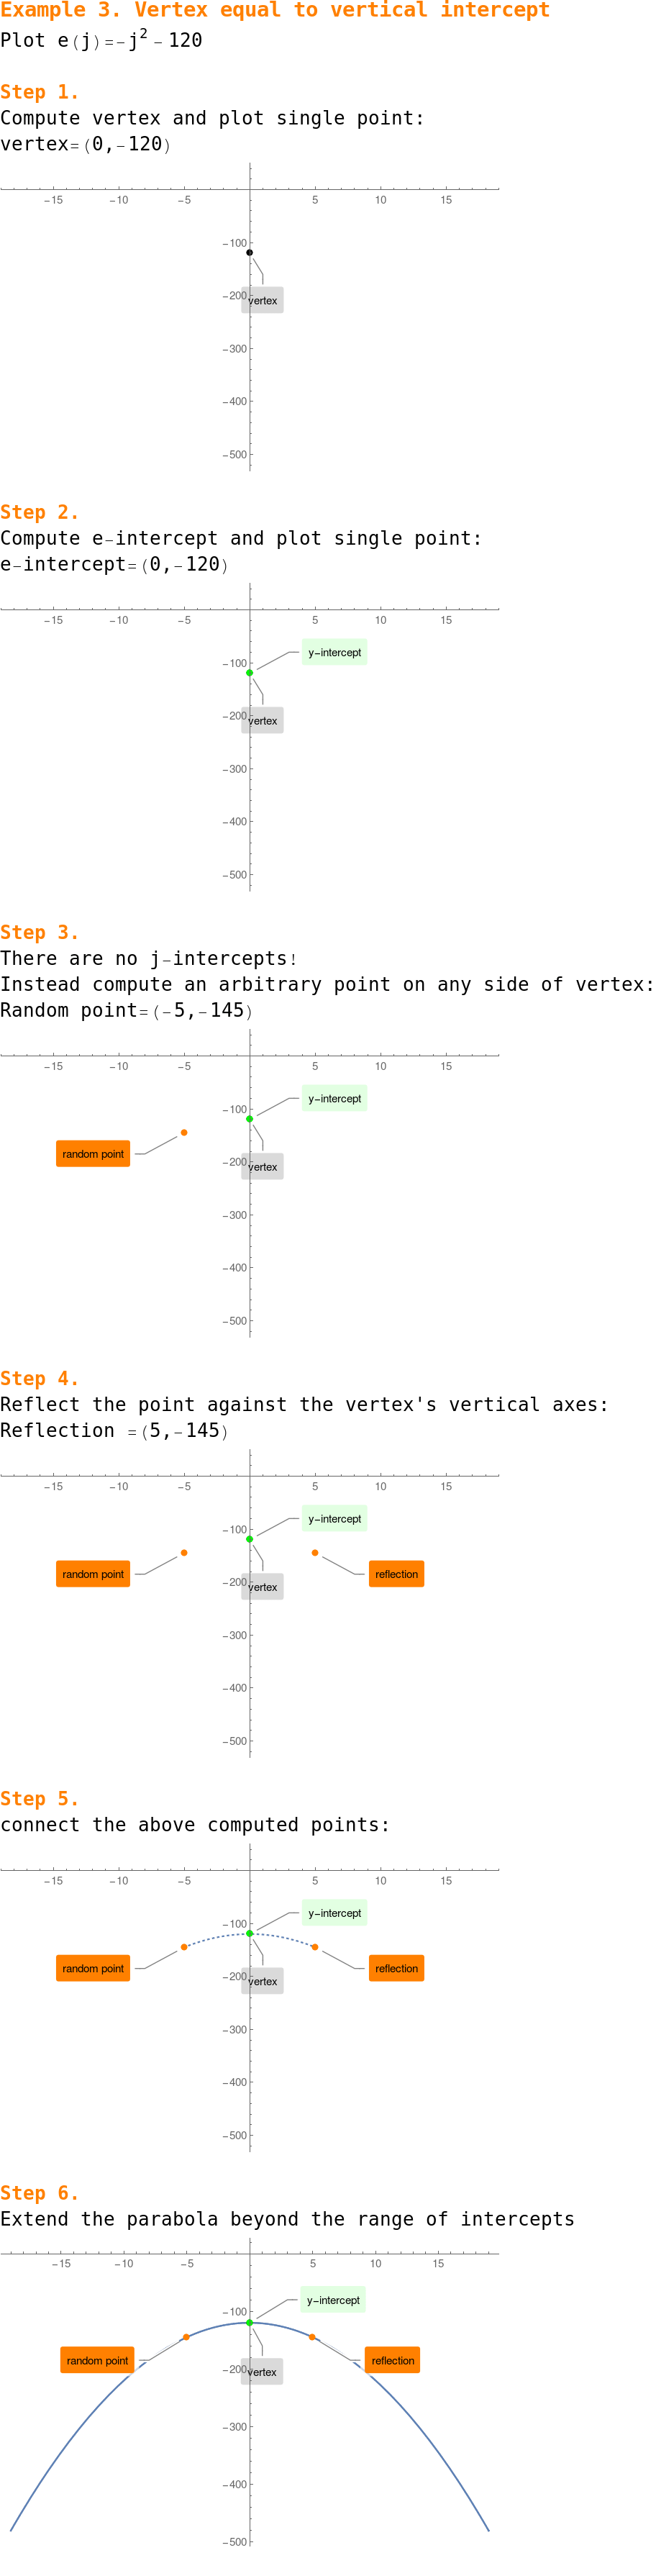 Example 3. Vertex equal to vertical intercept
Plot e(j)=-j² - 120
Step 1.
Compute vertex and plot single point:
vertex=(0,-120)
-15 -10 -5 5 10 15
-100
-200
vertex
-300
-400
-500
Step 2.
Compute e-intercept and plot single point:
e-intercept=(0,-120)
-15 -10 -5 5 10 15
y-intercept
-100
-200
vertex
-300
-400
-500
Step 3.
There are no j-intercepts!
Instead compute an arbitrary point on any side of vertex:
Random point=(-5,-145)
-15 -10 -5 5 10 15
y-intercept
-100
random point
-200
vertex
-300
-400
-500
Step 4.
Reflect the point against the vertex's vertical axes:
Reflection =(5,-145)
-15 -10 -5 5 10 15
y-intercept
-100
random point
reflection
-200
vertex
-300
-400
-500
Step 5.
connect the above computed points:
-15 -10 -5 5 10 15
y-intercept
-100
random point
reflection
-200
vertex
-300
-400
-500
Step 6.
Extend the parabola beyond the range of intercepts
-15 -10 -5 5 10 15
y-intercept
-100
random point
reflection
-200
vertex
-300
-400
-500